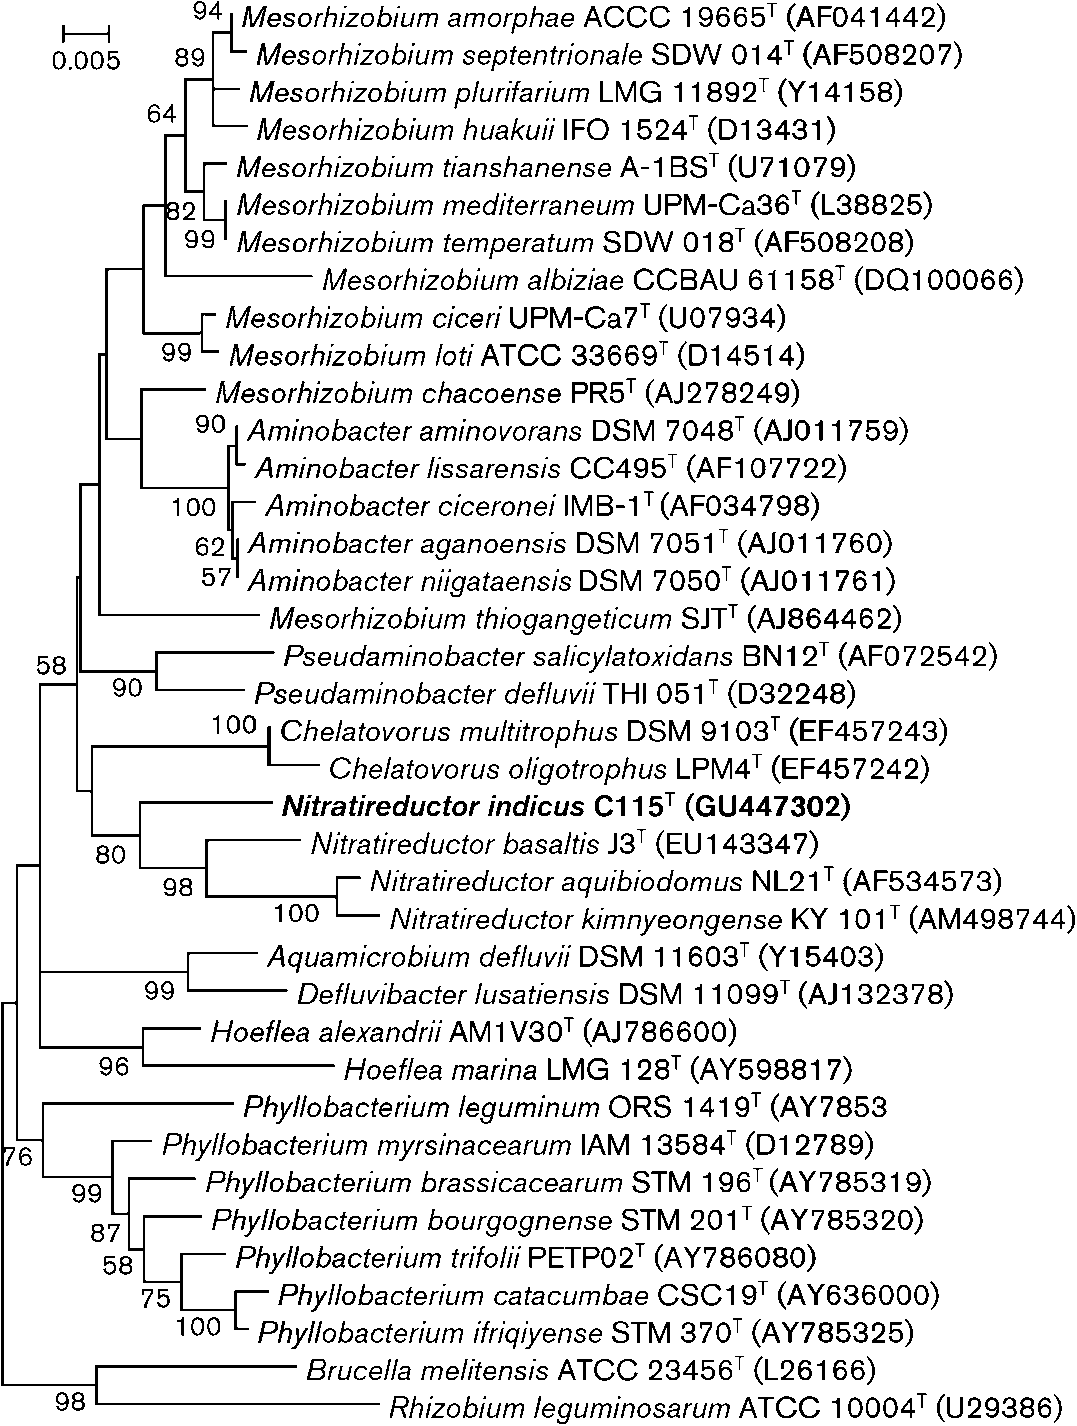 94
Mesorhizobium amorphae ACCC 19665ᵀ (AF041442)
0.005
89
Mesorhizobium septentrionale SDW 014ᵀ (AF508207)
Mesorhizobium plurifarium LMG 11892ᵀ (Y14158)
64
Mesorhizobium huakuii IFO 1524ᵀ (D13431)
Mesorhizobium tianshanense A-1BSᵀ (U71079)
82
Mesorhizobium mediterraneum UPM-Ca36ᵀ (L38825)
99
Mesorhizobium temperatum SDW 018ᵀ (AF508208)
Mesorhizobium albiziae CCBAU 61158ᵀ (DQ100066)
Mesorhizobium ciceri UPM-Ca7ᵀ (U07934)
99
Mesorhizobium loti ATCC 33669ᵀ (D14514)
Mesorhizobium chacoense PR5ᵀ (AJ278249)
90
Aminobacter aminovorans DSM 7048ᵀ (AJ011759)
Aminobacter lissarensis CC495ᵀ (AF107722)
100
Aminobacter ciceronei IMB-1ᵀ (AF034798)
62
Aminobacter aganoensis DSM 7051ᵀ (AJ011760)
57
Aminobacter niigataensis DSM 7050ᵀ (AJ011761)
Mesorhizobium thiogangeticum SJTᵀ (AJ864462)
58
Pseudaminobacter salicylatoxidans BN12ᵀ (AF072542)
90
Pseudaminobacter defluvii THI 051ᵀ (D32248)
100
Chelatovorus multitrophus DSM 9103ᵀ (EF457243)
Chelatovorus oligotrophus LPM4ᵀ (EF457242)
Nitratireductor indicus C115ᵀ (GU447302)
80
Nitratireductor basaltis J3ᵀ (EU143347)
98
Nitratireductor aquibiodomus NL21ᵀ (AF534573)
100
Nitratireductor kimnyeongense KY 101ᵀ (AM498744)
Aquamicrobium defluvii DSM 11603ᵀ (Y15403)
99
Defluvibacter lusatiensis DSM 11099ᵀ (AJ132378)
Hoeflea alexandrii AM1V30ᵀ (AJ786600)
96
Hoeflea marina LMG 128ᵀ (AY598817)
Phyllobacterium leguminum ORS 1419ᵀ (AY7853
76
Phyllobacterium myrsinacearum IAM 13584ᵀ (D12789)
99
Phyllobacterium brassicacearum STM 196ᵀ (AY785319)
87
Phyllobacterium bourgognense STM 201ᵀ (AY785320)
58
Phyllobacterium trifolii PETP02ᵀ (AY786080)
75
Phyllobacterium catacumbae CSC19ᵀ (AY636000)
100
Phyllobacterium ifriqiyense STM 370ᵀ (AY785325)
Brucella melitensis ATCC 23456ᵀ (L26166)
98
Rhizobium leguminosarum ATCC 10004ᵀ (U29386)